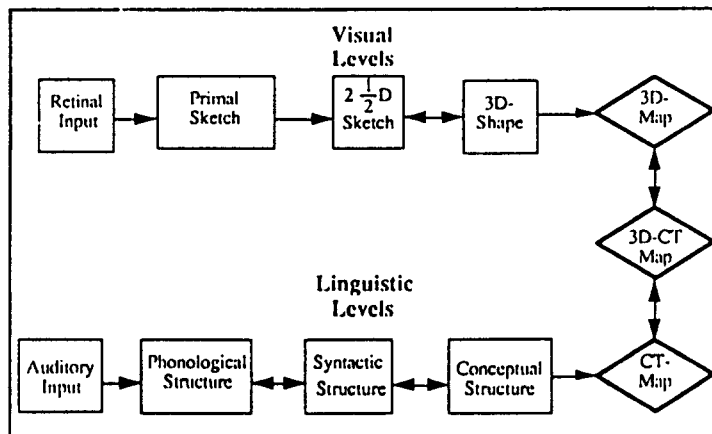 Visual
Levels
Retinal
Input
Primal
Sketch
2 1/2 D
Sketch
3D-
Shape
3D-
Map
3D-CT
Map
Linguistic
Levels
Auditory
Input
Phonological
Structure
Syntactic
Structure
Conceptual
Structure
CT-
Map